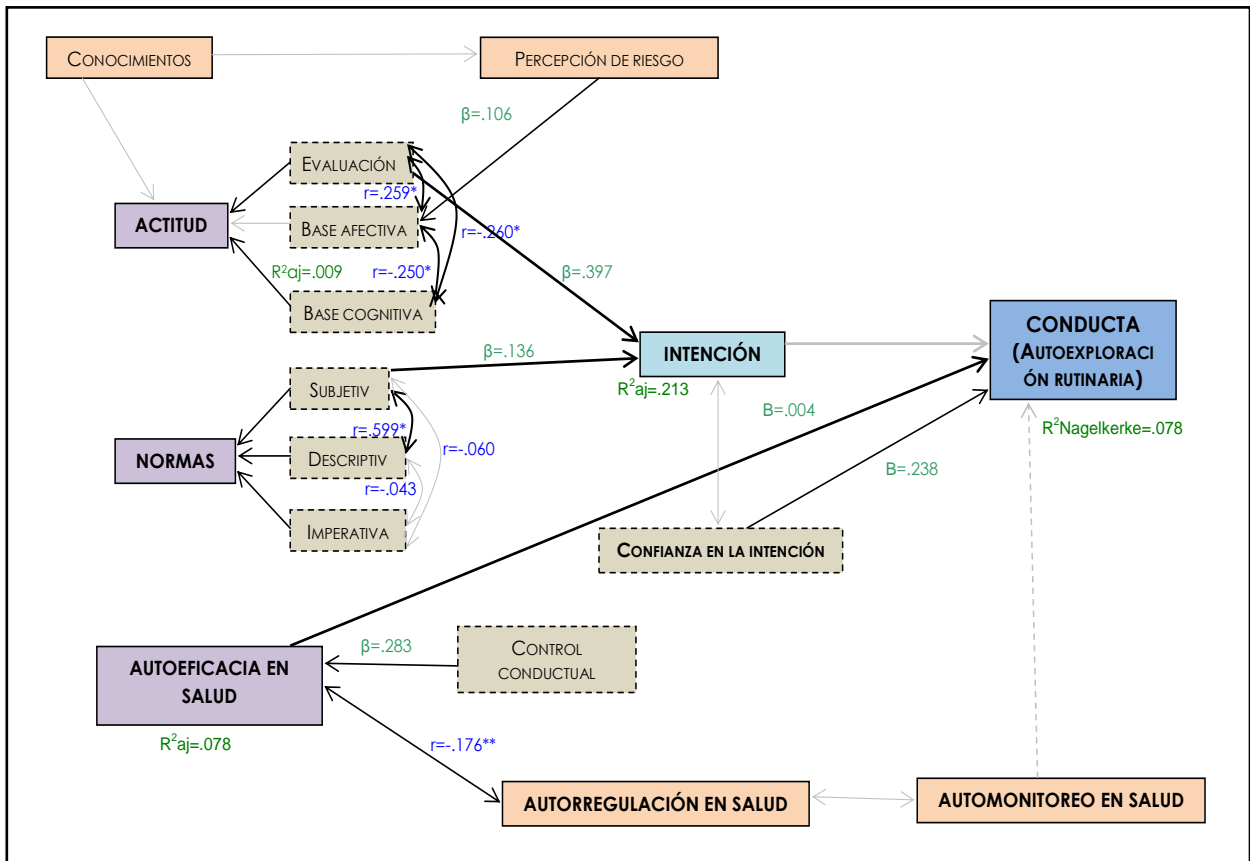 CONOCIMIENTOS
PERCEPCIÓN DE RIESGO
β=.106
EVALUACIÓN
r=.259*
ACTITUD
BASE AFECTIVA
r=-.260*
R²aj=.009
r=-.250*
β=.397
BASE COGNITIVA
CONDUCTA
(AUTOEXPLORACI
ÓN RUTINARIA)
β=.136
INTENCIÓN
SUBJETIV
R²aj=.213
B=.004
r=.599*
r=-.060
R²Nagelkerke=.078
NORMAS
DESCRIPTIV
B=.238
r=-.043
IMPERATIVA
CONFIANZA EN LA INTENCIÓN
β=.283
CONTROL
CONDUCTUAL
AUTOEFICACIA EN
SALUD
R²aj=.078
r=-.176**
AUTORREGULACIÓN EN SALUD
AUTOMONITOREO EN SALUD